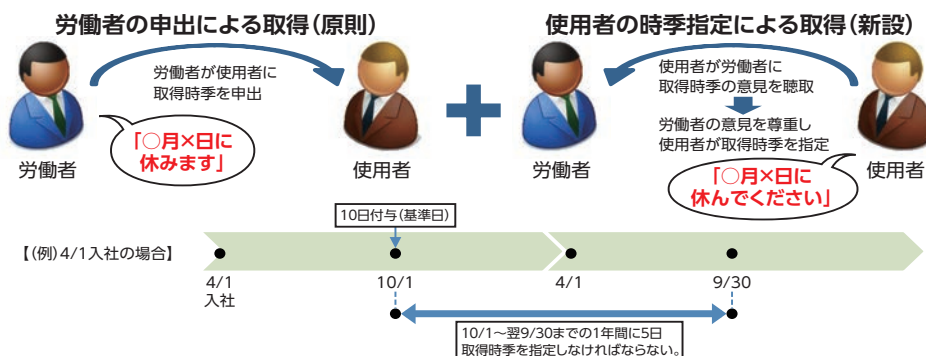 労働者の申出による取得(原則)
労働者が使用者に
取得時季を申出
「○月×日に
休みます」
労働者
使用者
使用者の時季指定による取得(新設)
使用者が労働者に
取得時季の意見を聴取
労働者の意見を尊重し
使用者が取得時季を指定
「○月×日に
休んでください」
労働者
使用者
10日付与(基準日)
【(例)4/1入社の場合】
4/1
入社
10/1
4/1
9/30
10/1~翌9/30までの1年間に5日
取得時季を指定しなければならない。